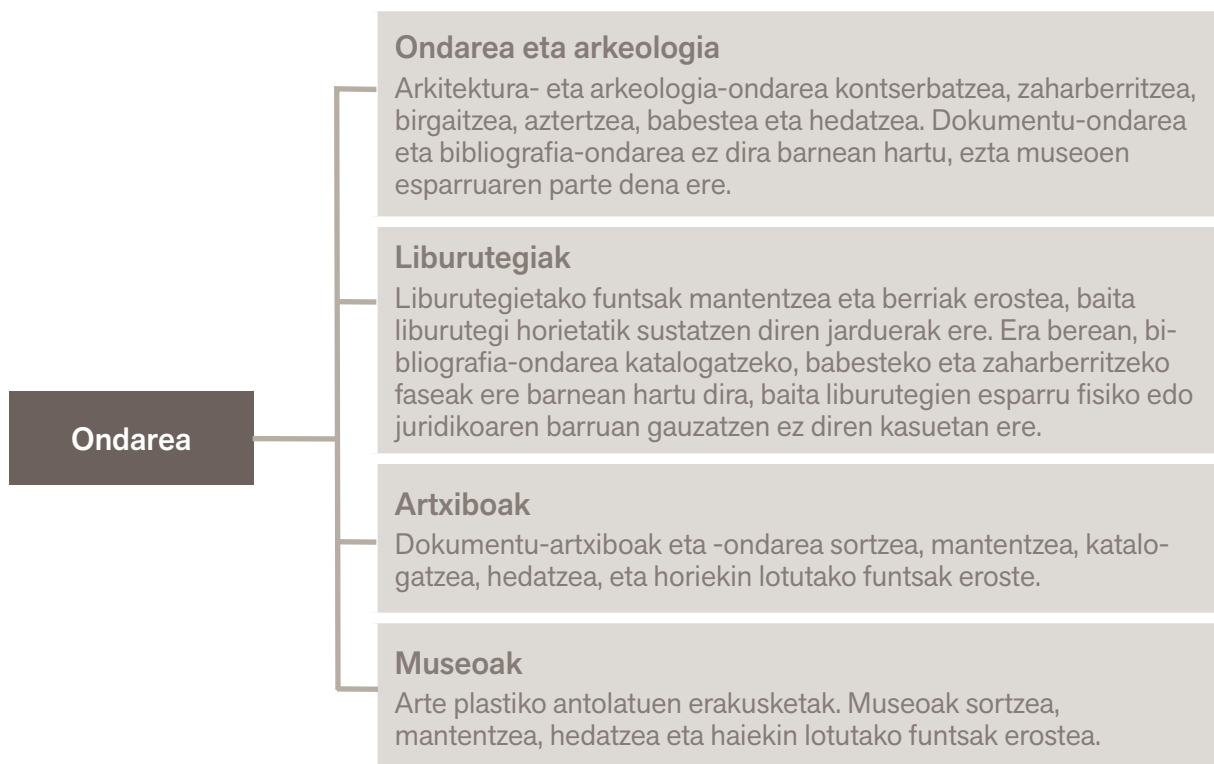 Ondarea
Ondarea eta arkeologia
Arkitektura- eta arkeologia-ondarea kontserbatzea, zaharberritzea,
birgaitzea, aztertzea, babestea eta hedatzea. Dokumentu-ondarea
eta bibliografia-ondarea ez dira barnean hartu, ezta museoen
esparruaren parte dena ere.
Liburutegiak
Liburutegietako funtsak mantentzea eta berriak erostea, baita
liburutegi horietatik sustatzen diren jarduerak ere. Era berean, bi-
bliografia-ondarea katalogatzeko, babesteko eta zaharberritzeko
faseak ere barnean hartu dira, baita liburutegien esparru fisiko edo
juridikoaren barruan gauzatzen ez diren kasuetan ere.
Artxiboak
Dokumentu-artxiboak eta -ondarea sortzea, mantentzea, katalo-
gatzea, hedatzea, eta horiekin lotutako funtsak eroste.
Museoak
Arte plastiko antolatuen erakusketak. Museoak sortzea,
mantentzea, hedatzea eta haiekin lotutako funtsak erostea.